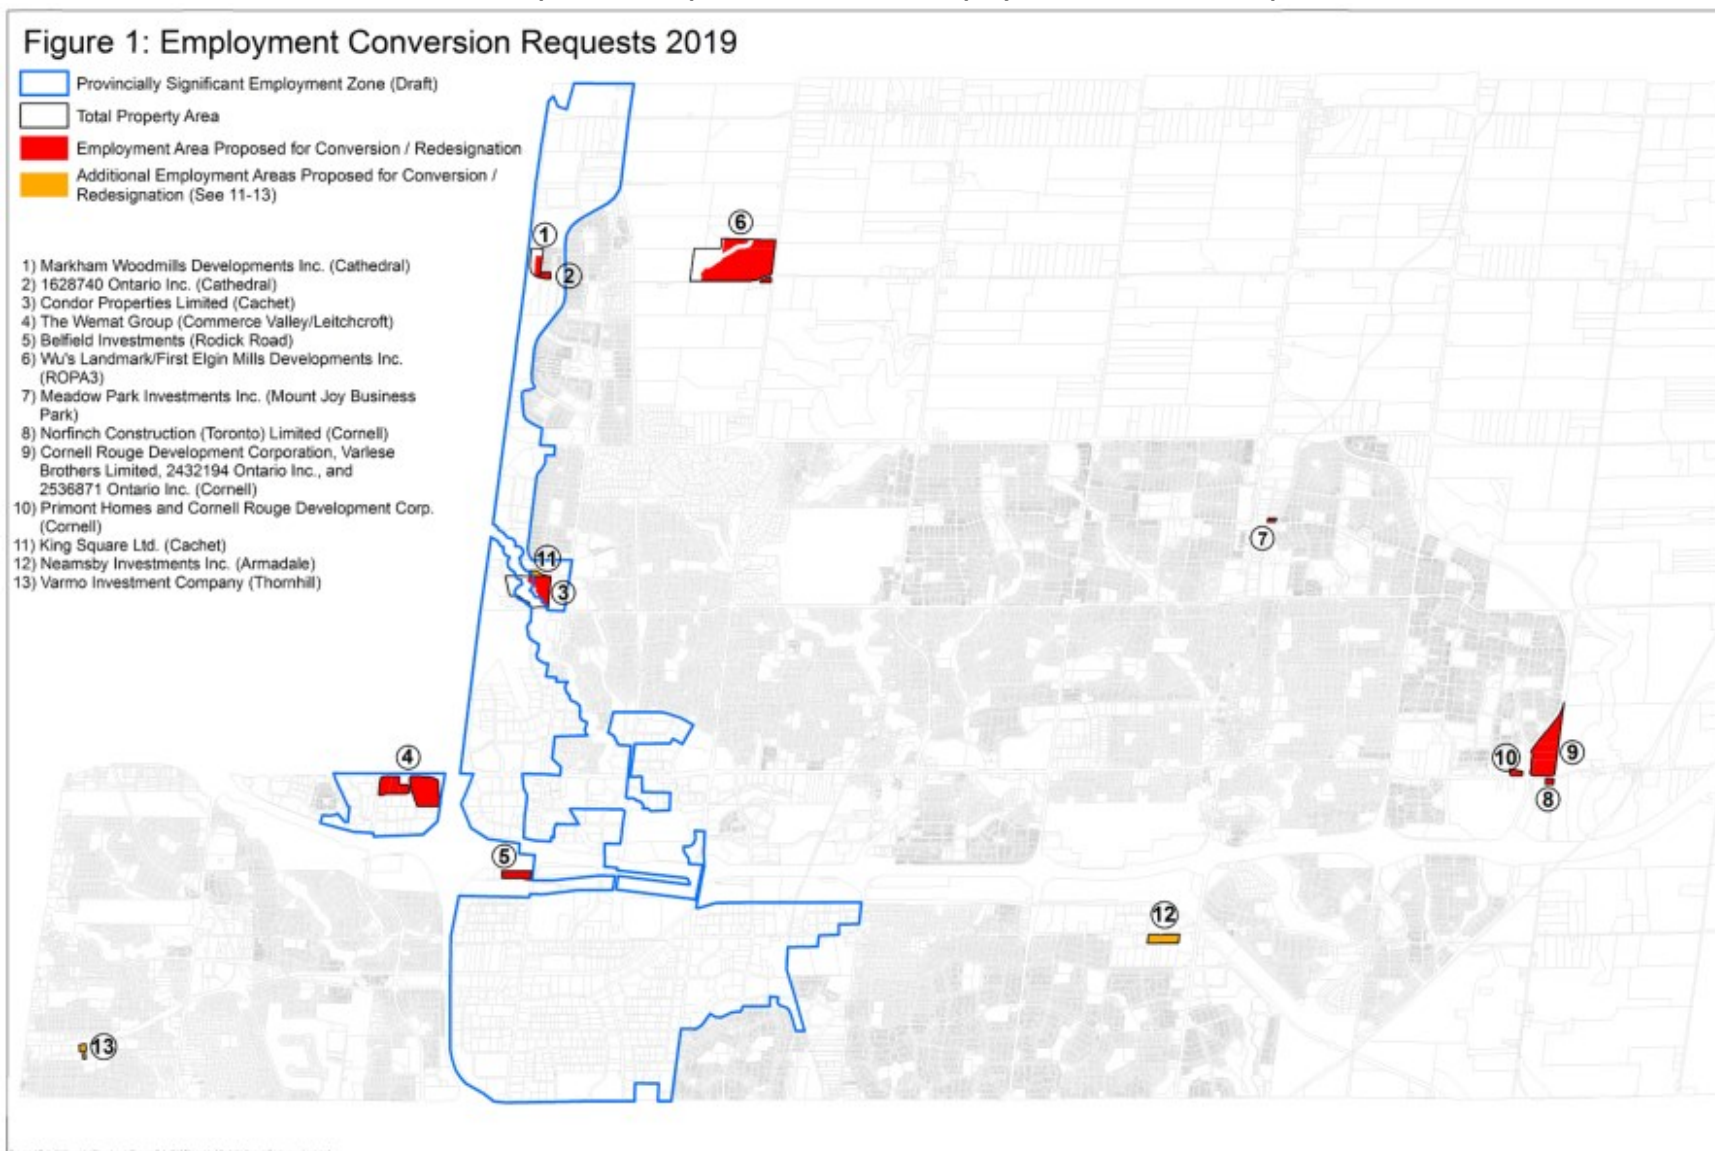 Figure 1: Employment Conversion Requests 2019
Provincially Significant Employment Zone (Draft)
Total Property Area
Employment Area Proposed for Conversion / Redesignation
Additional Employment Areas Proposed for Conversion /
Redesignation (See 11-13)
1) Markham Woodmills Developments Inc. (Cathedral)
2) 1628740 Ontario Inc. (Cathedral)
3) Condor Properties Limited (Cachet)
4) The Wemat Group (Commerce Valley/Leitchcroft)
5) Belfield Investments (Rodick Road)
6) Wu's Landmark/First Elgin Mills Developments Inc.
(ROPA3)
7) Meadow Park Investments Inc. (Mount Joy Business
Park)
8) Norfinch Construction (Toronto) Limited (Cornell)
9) Cornell Rouge Development Corporation, Varlese
Brothers Limited, 2432194 Ontario Inc., and
2536871 Ontario Inc. (Cornell)
10) Primont Homes and Cornell Rouge Development Corp.
(Cornell)
11) King Square Ltd. (Cachet)
12) Neamsby Investments Inc. (Armadale)
13) Varmo Investment Company (Thornhill)
1
2
6
7
11
3
4
10
9
8
5
12
13